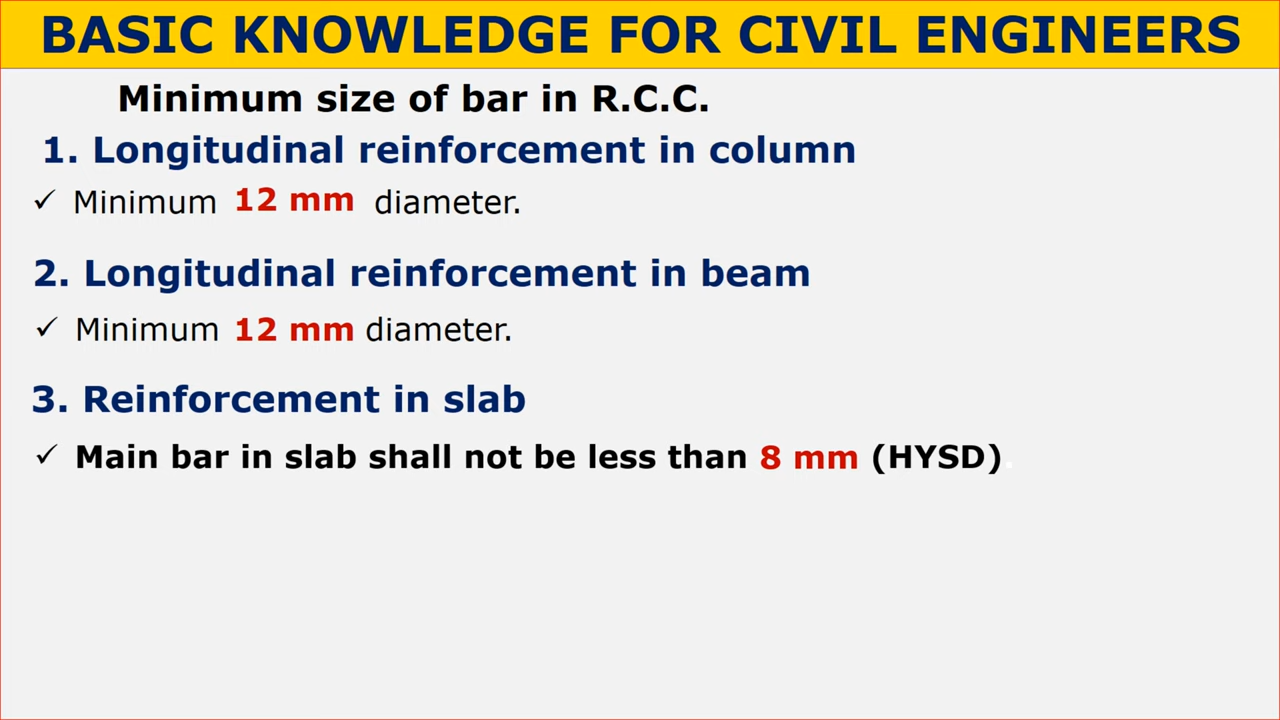 BASIC KNOWLEDGE FOR CIVIL ENGINEERS
Minimum size of bar in R.C.C.
1. Longitudinal reinforcement in column
✓ Minimum 12 mm diameter.
2. Longitudinal reinforcement in beam
✓ Minimum 12 mm diameter.
3. Reinforcement in slab
✓ Main bar in slab shall not be less than 8 mm (HYSD).